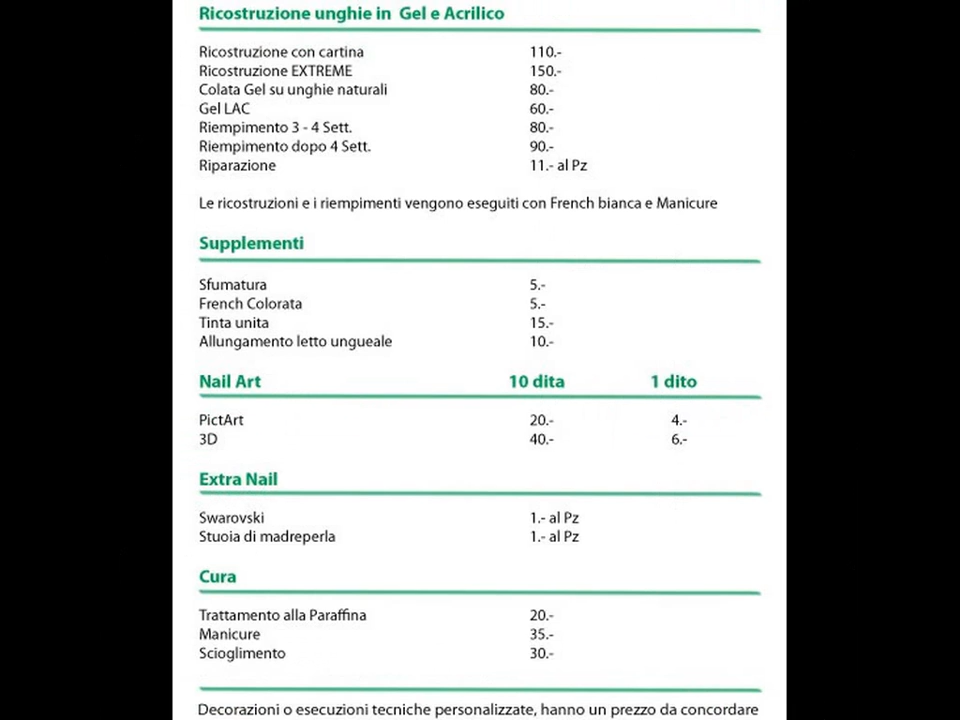 Ricostruzione unghie in Gel e Acrilico
Ricostruzione con cartina 110.-
Ricostruzione EXTREME 150.-
Colata Gel su unghie naturali 80.-
Gel LAC 60.-
Riempimento 3 - 4 Sett. 80.-
Riempimento dopo 4 Sett. 90.-
Riparazione 11.- al Pz
Le ricostruzioni e i riempimenti vengono eseguiti con French bianca e Manicure
Supplementi
Sfumatura 5.-
French Colorata 5.-
Tinta unita 15.-
Allungamento letto ungueale 10.-
Nail Art 10 dita 1 dito
PictArt 20.- 4.-
3D 40.- 6.-
Extra Nail
Swarovski 1.- al Pz
Stuoia di madreperla 1.- al Pz
Cura
Trattamento alla Paraffina 20.-
Manicure 35.-
Scioglimento 30.-
Decorazioni o esecuzioni tecniche personalizzate, hanno un prezzo da concordare